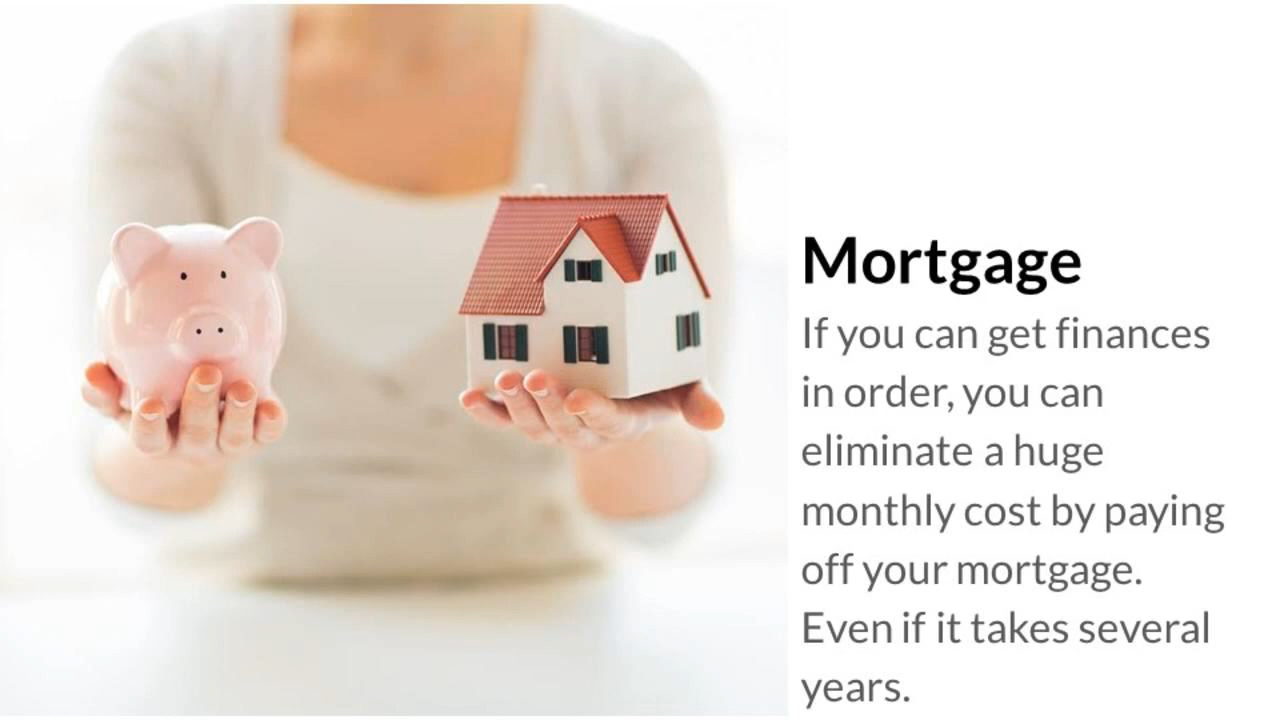 Mortgage
If you can get finances
in order, you can
eliminate a huge
monthly cost by paying
off your mortgage.
Even if it takes several
years.